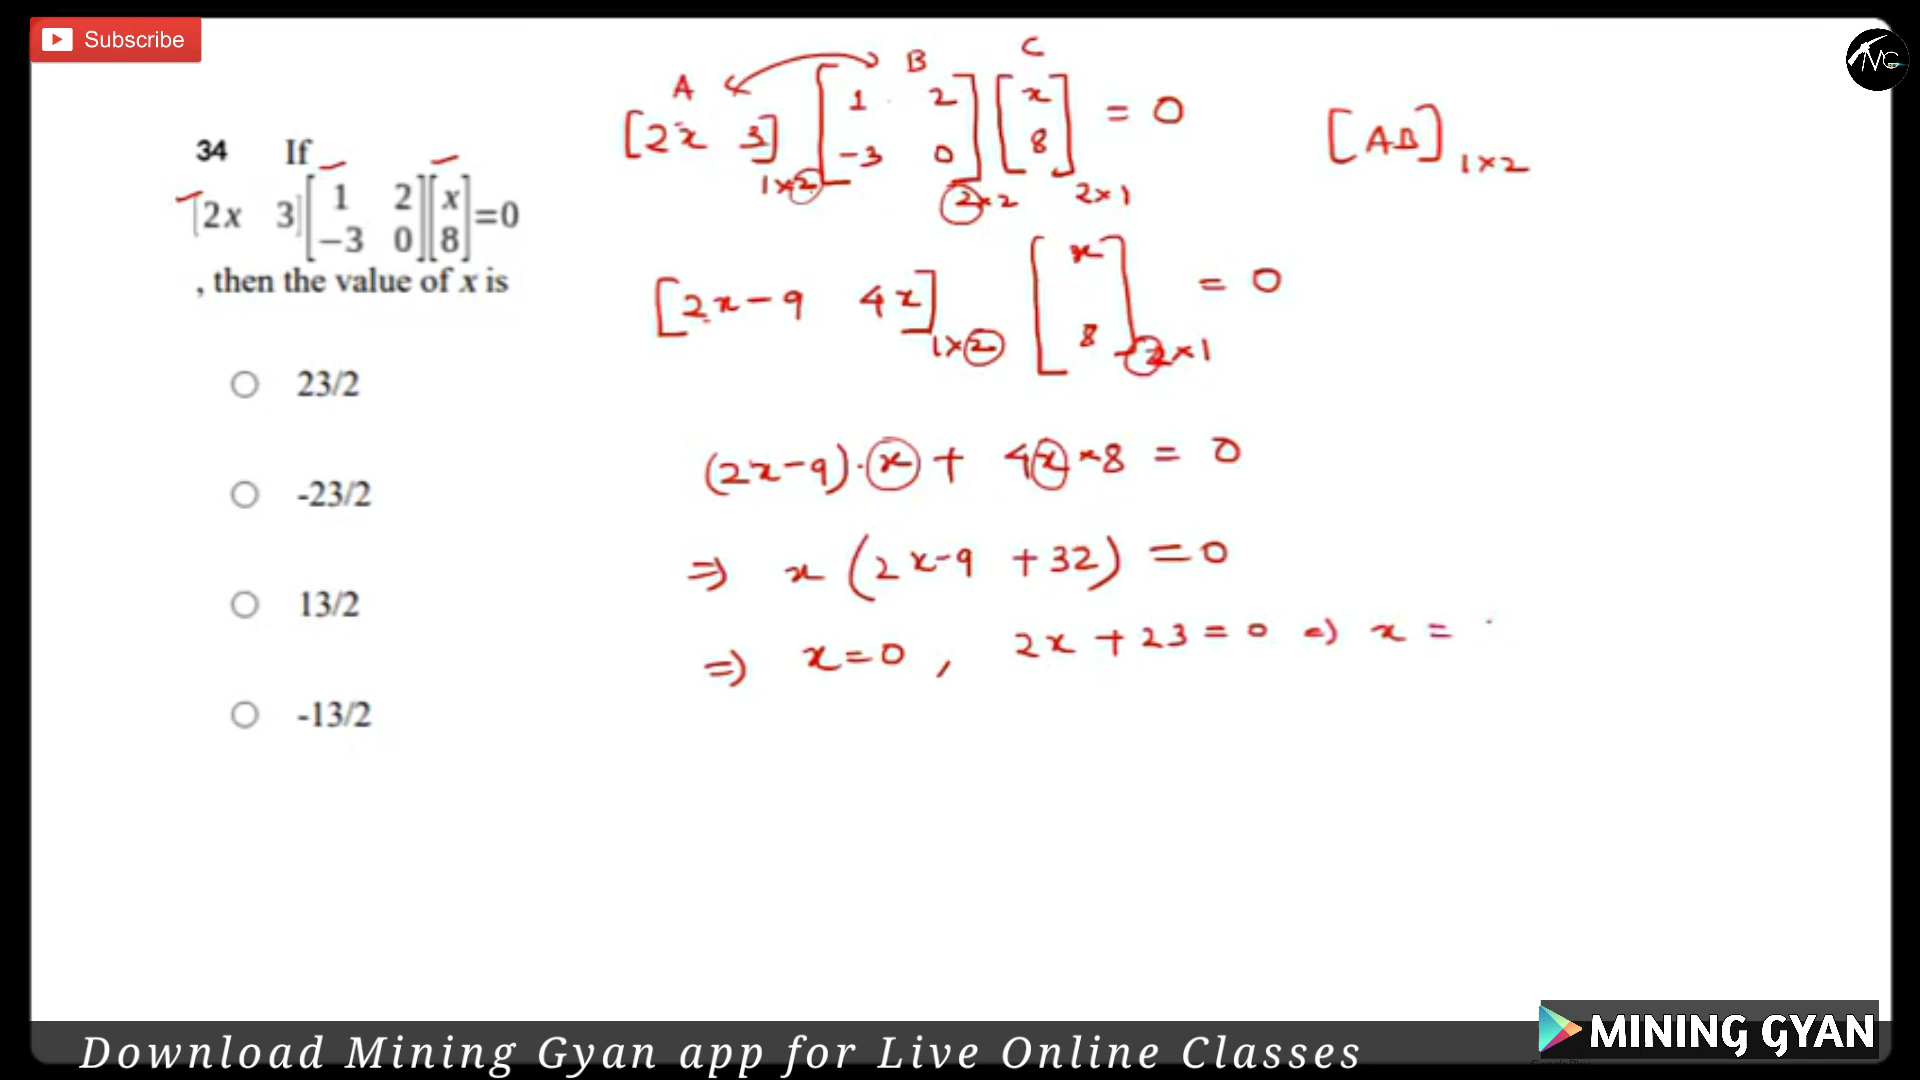 Subscribe
34 If
[2x 3] [1 2 -3 0] [x 8] =0
, then the value of x is
23/2
-23/2
13/2
-13/2
A B C
[2x 3] 1×2 [1 2 -3 0] 2×2 [x 8] 2×1 = 0
[AB] 1×2
[2x-9 4x] 1×2 [x 8] 2×1 = 0
(2x-9)·x + 4x×8 = 0
⇒ x (2x-9 +32) =0
⇒ x=0, 2x+23=0 ⇒ x =
Download Mining Gyan app for Live Online Classes
MINING GYAN